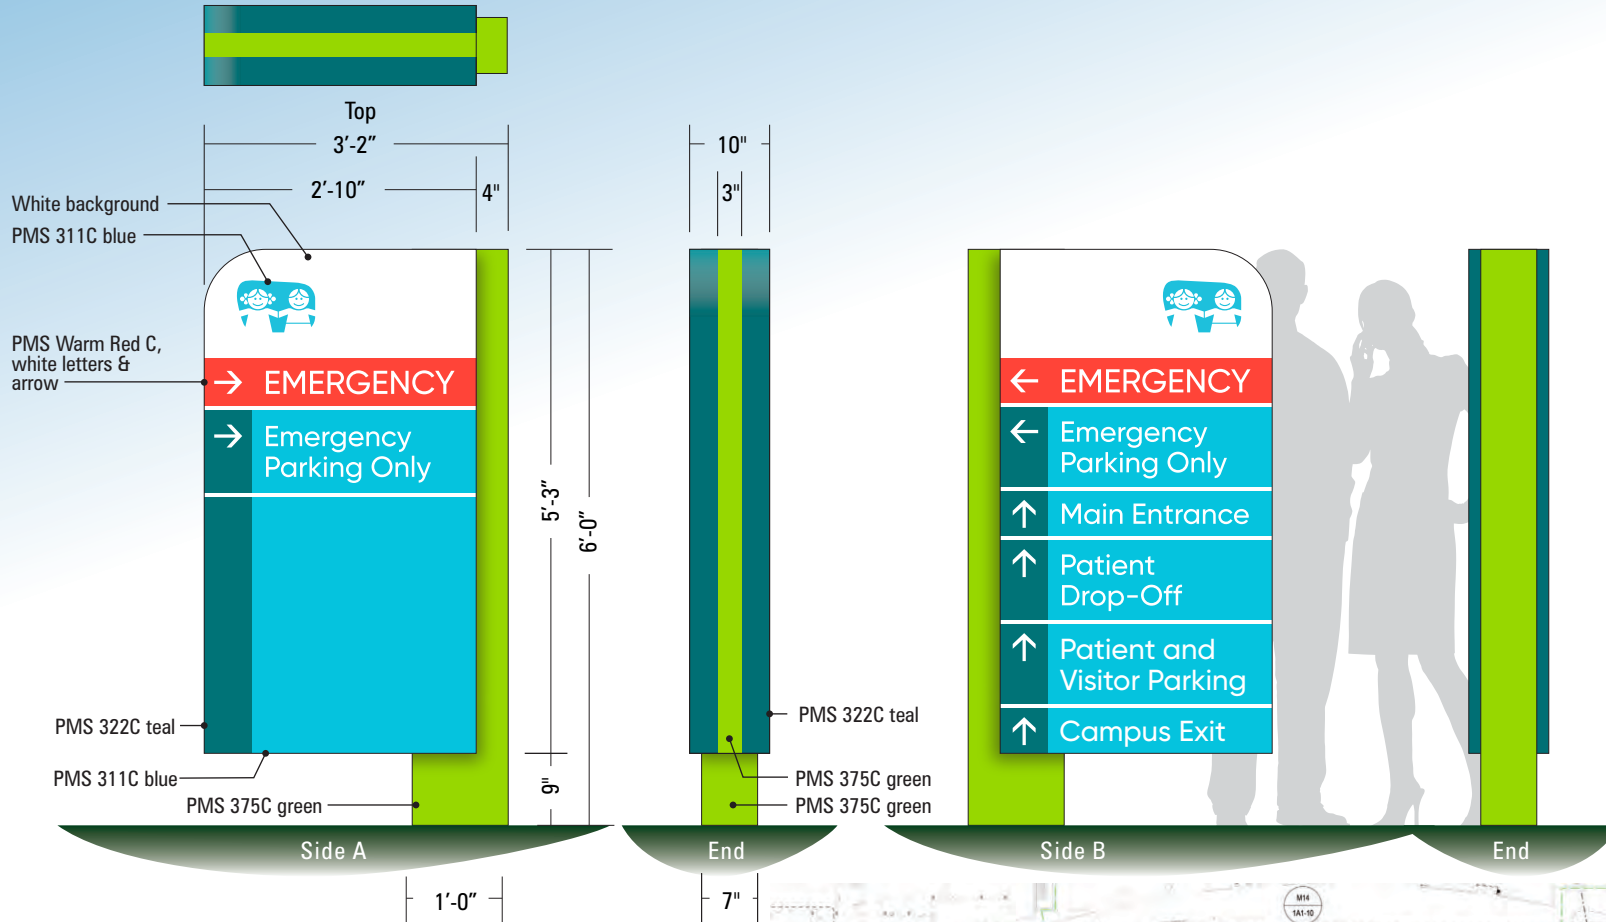 Top
3'-2"
2'-10"
4"
10"
3"
White background
PMS 311C blue
PMS Warm Red C,
white letters &
arrow
→ EMERGENCY
→ Emergency
Parking Only
5'-3"
6'-0"
9"
PMS 322C teal
PMS 311C blue
PMS 375C green
PMS 322C teal
PMS 375C green
PMS 375C green
← EMERGENCY
← Emergency
Parking Only
↑ Main Entrance
↑ Patient
Drop-Off
↑ Patient and
Visitor Parking
↑ Campus Exit
Side A
End
Side B
End
1'-0"
7"
M14
1A1-10